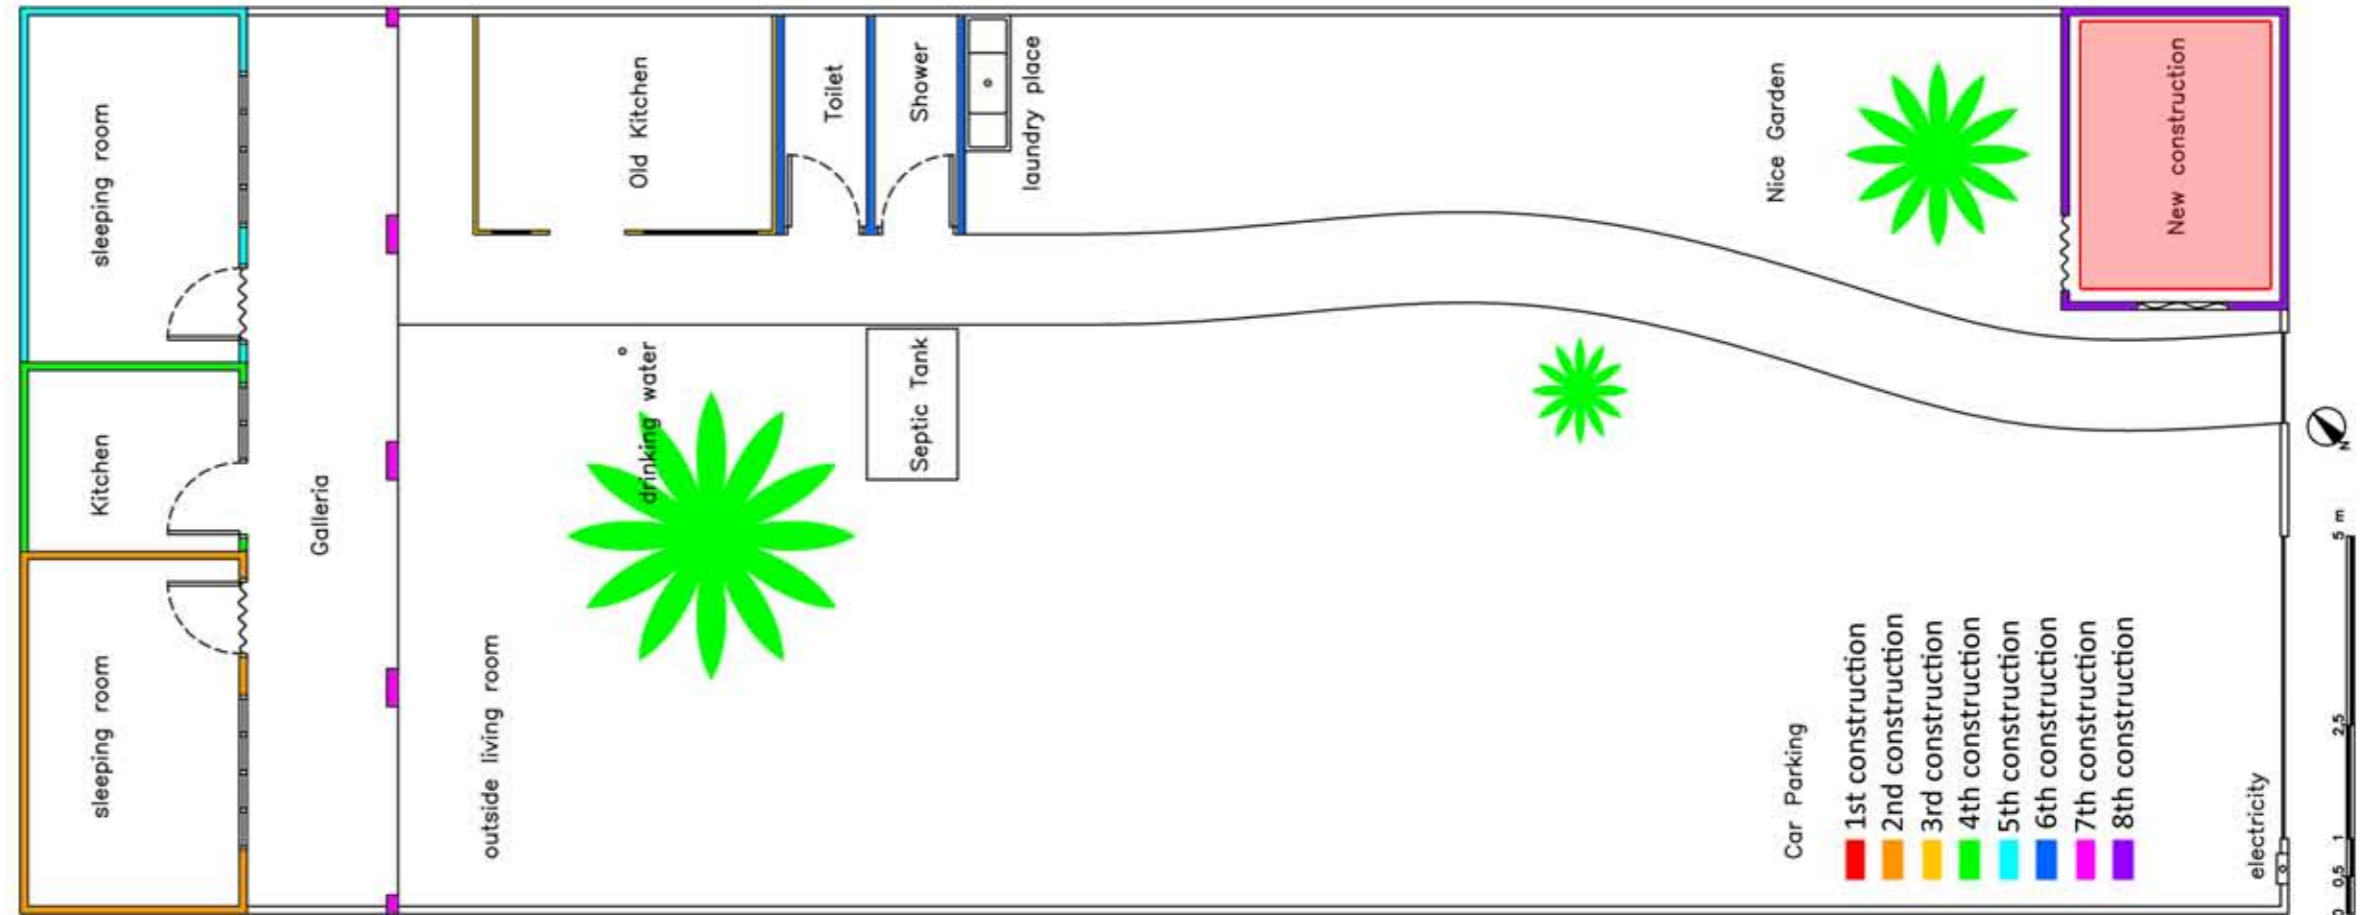 sleeping room
Kitchen
sleeping room
Galleria
outside living room
Old Kitchen
drinking water
Toilet
Shower
Septic Tank
laundry place
Nice Garden
Car Parking
New construction
1st construction
2nd construction
3rd construction
4th construction
5th construction
6th construction
7th construction
8th construction
electricity
N
0 0,5 1 2,5 5 m